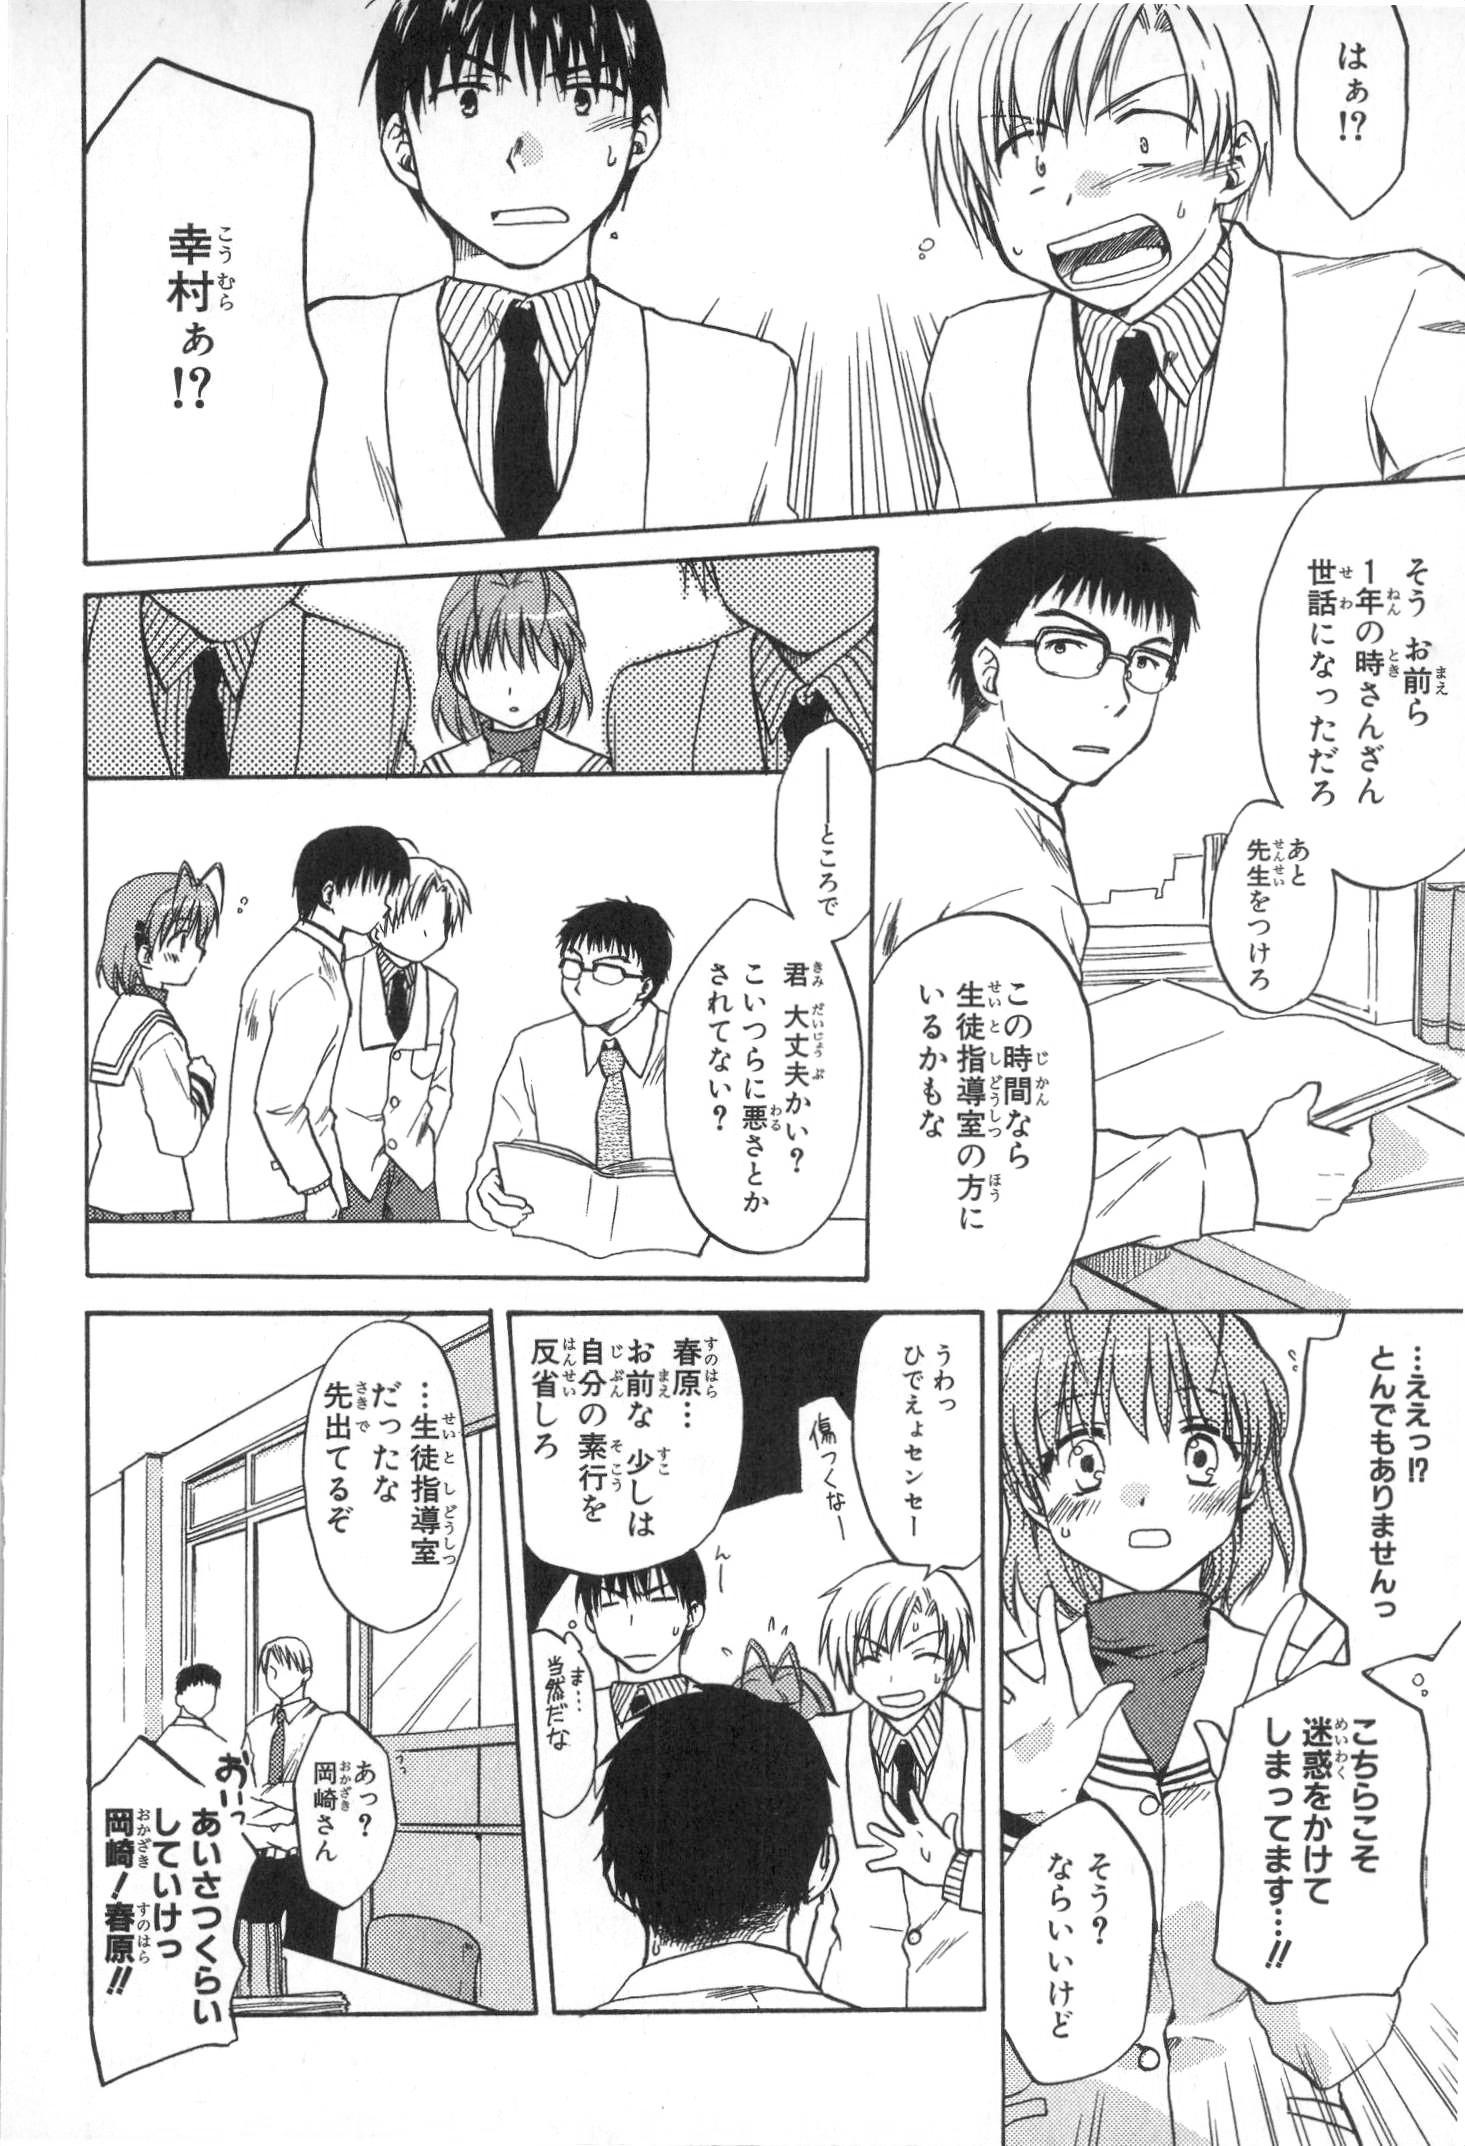 はぁ!?
幸村ぁ!?
そう お前ら
1年の時さんざん
世話になっただろ
あと
先生をつけろ
この時間なら
生徒指導室の方に
いるかもな
――ところで
君 大丈夫かい?
こいつらに悪さとか
されてない?
…ええっ!?
とんでもありませんっ
こちらこそ
迷惑をかけて
しまってます…!!
そう?
ならいいけど
うわっ
ひでえよセンセー
傷つくなー
春原…
お前な 少しは
自分の素行を
反省しろ
んー
ま…
当然だな
…生徒指導室
だったな
先出てるぞ
あっ?
岡崎さん
おいっ
あいさつくらい
していけっ
岡崎!春原!!